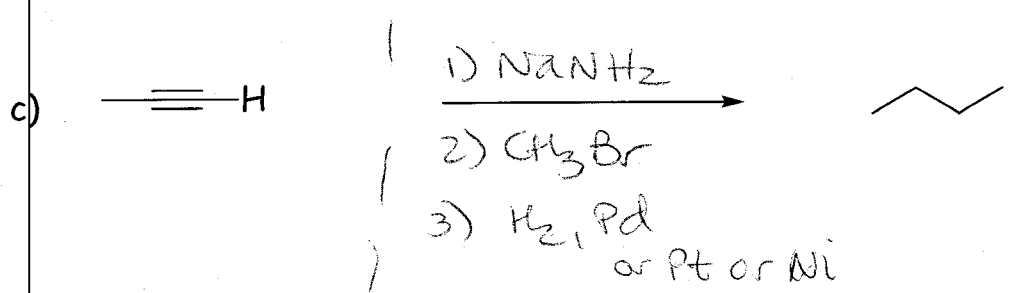 1) NaNH2
c) H
2) CH3Br
3) H2, Pd
or Pt or Ni